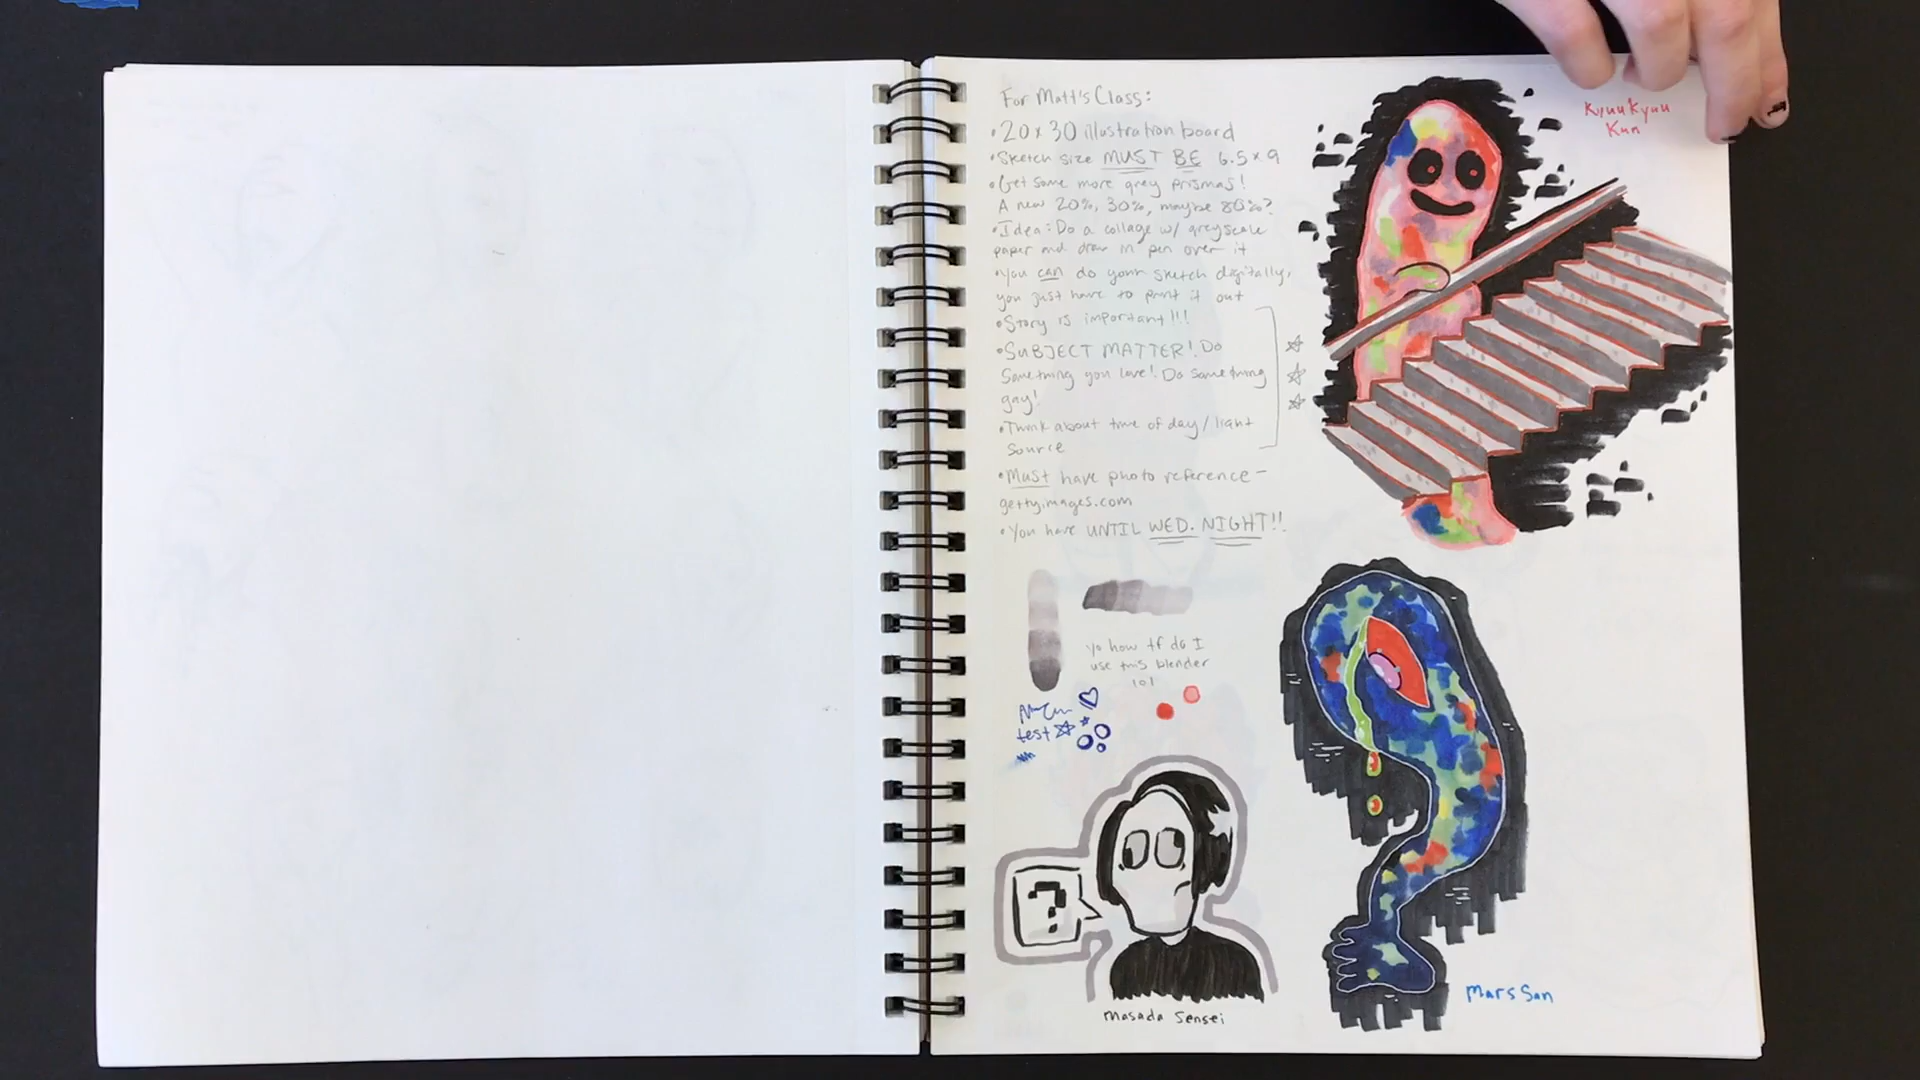 For Matt's Class:
• 20 x 30 illustration board
• Sketch size MUST BE 6.5 x 9
• Get some more grey prismas!
A new 20%, 30%, maybe 80%?
• Idea: Do a collage w/ greyscale
paper and draw in pen over it
• You can do your sketch digitally,
you just have to print it out
• Story is important!!!
• SUBJECT MATTER! Do
Something you love! Do something
gay!
• Think about time of day / light
Source
• Must have photo reference -
gettyimages.com
• You have UNTIL WED. NIGHT!!
yo how tf do I
use this blender
lol
test
?
Masada Sensei
Kyuu Kyuu
Kun
Mars San